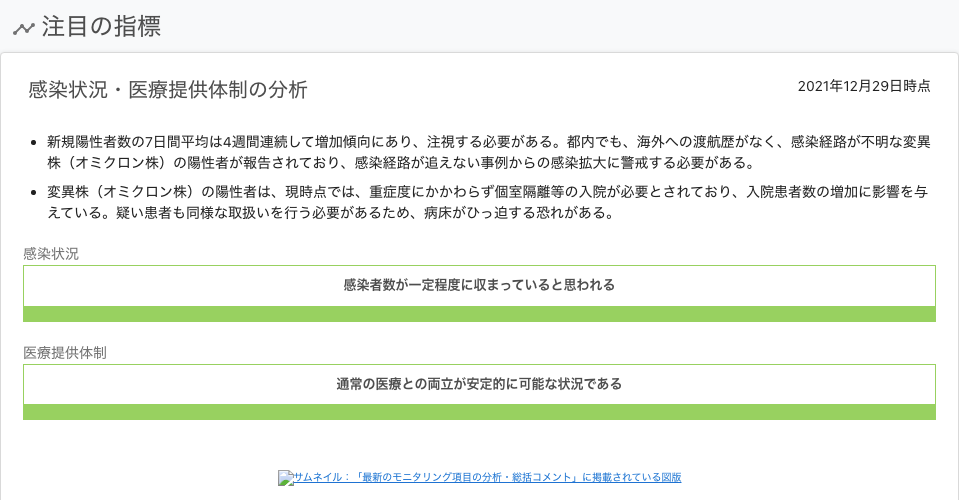 注目の指標
感染状況・医療提供体制の分析
2021年12月29日時点
新規陽性者数の7日間平均は4週間連続して増加傾向にあり、注視する必要がある。都内でも、海外への渡航歴がなく、感染経路が不明な変異
株（オミクロン株）の陽性者が報告されており、感染経路が追えない事例からの感染拡大に警戒する必要がある。
変異株（オミクロン株）の陽性者は、現時点では、重症度にかかわらず個室隔離等の入院が必要とされており、入院患者数の増加に影響を与
えている。疑い患者も同様な取扱いを行う必要があるため、病床がひっ迫する恐れがある。
感染状況
感染者数が一定程度に収まっていると思われる
医療提供体制
通常の医療との両立が安定的に可能な状況である
サムネイル：「最新のモニタリング項目の分析・総括コメント」に掲載されている図版